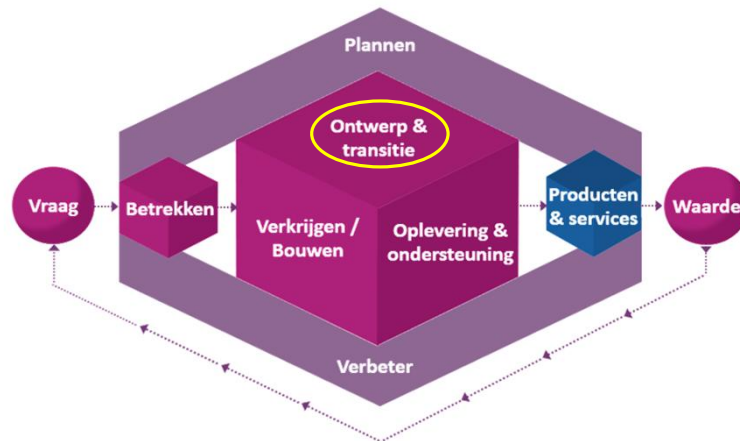 Plannen
Ontwerp &
transitie
Vraag
Betrekken
Verkrijgen /
Bouwen
Oplevering &
ondersteuning
Producten
& services
Waarde
Verbeter